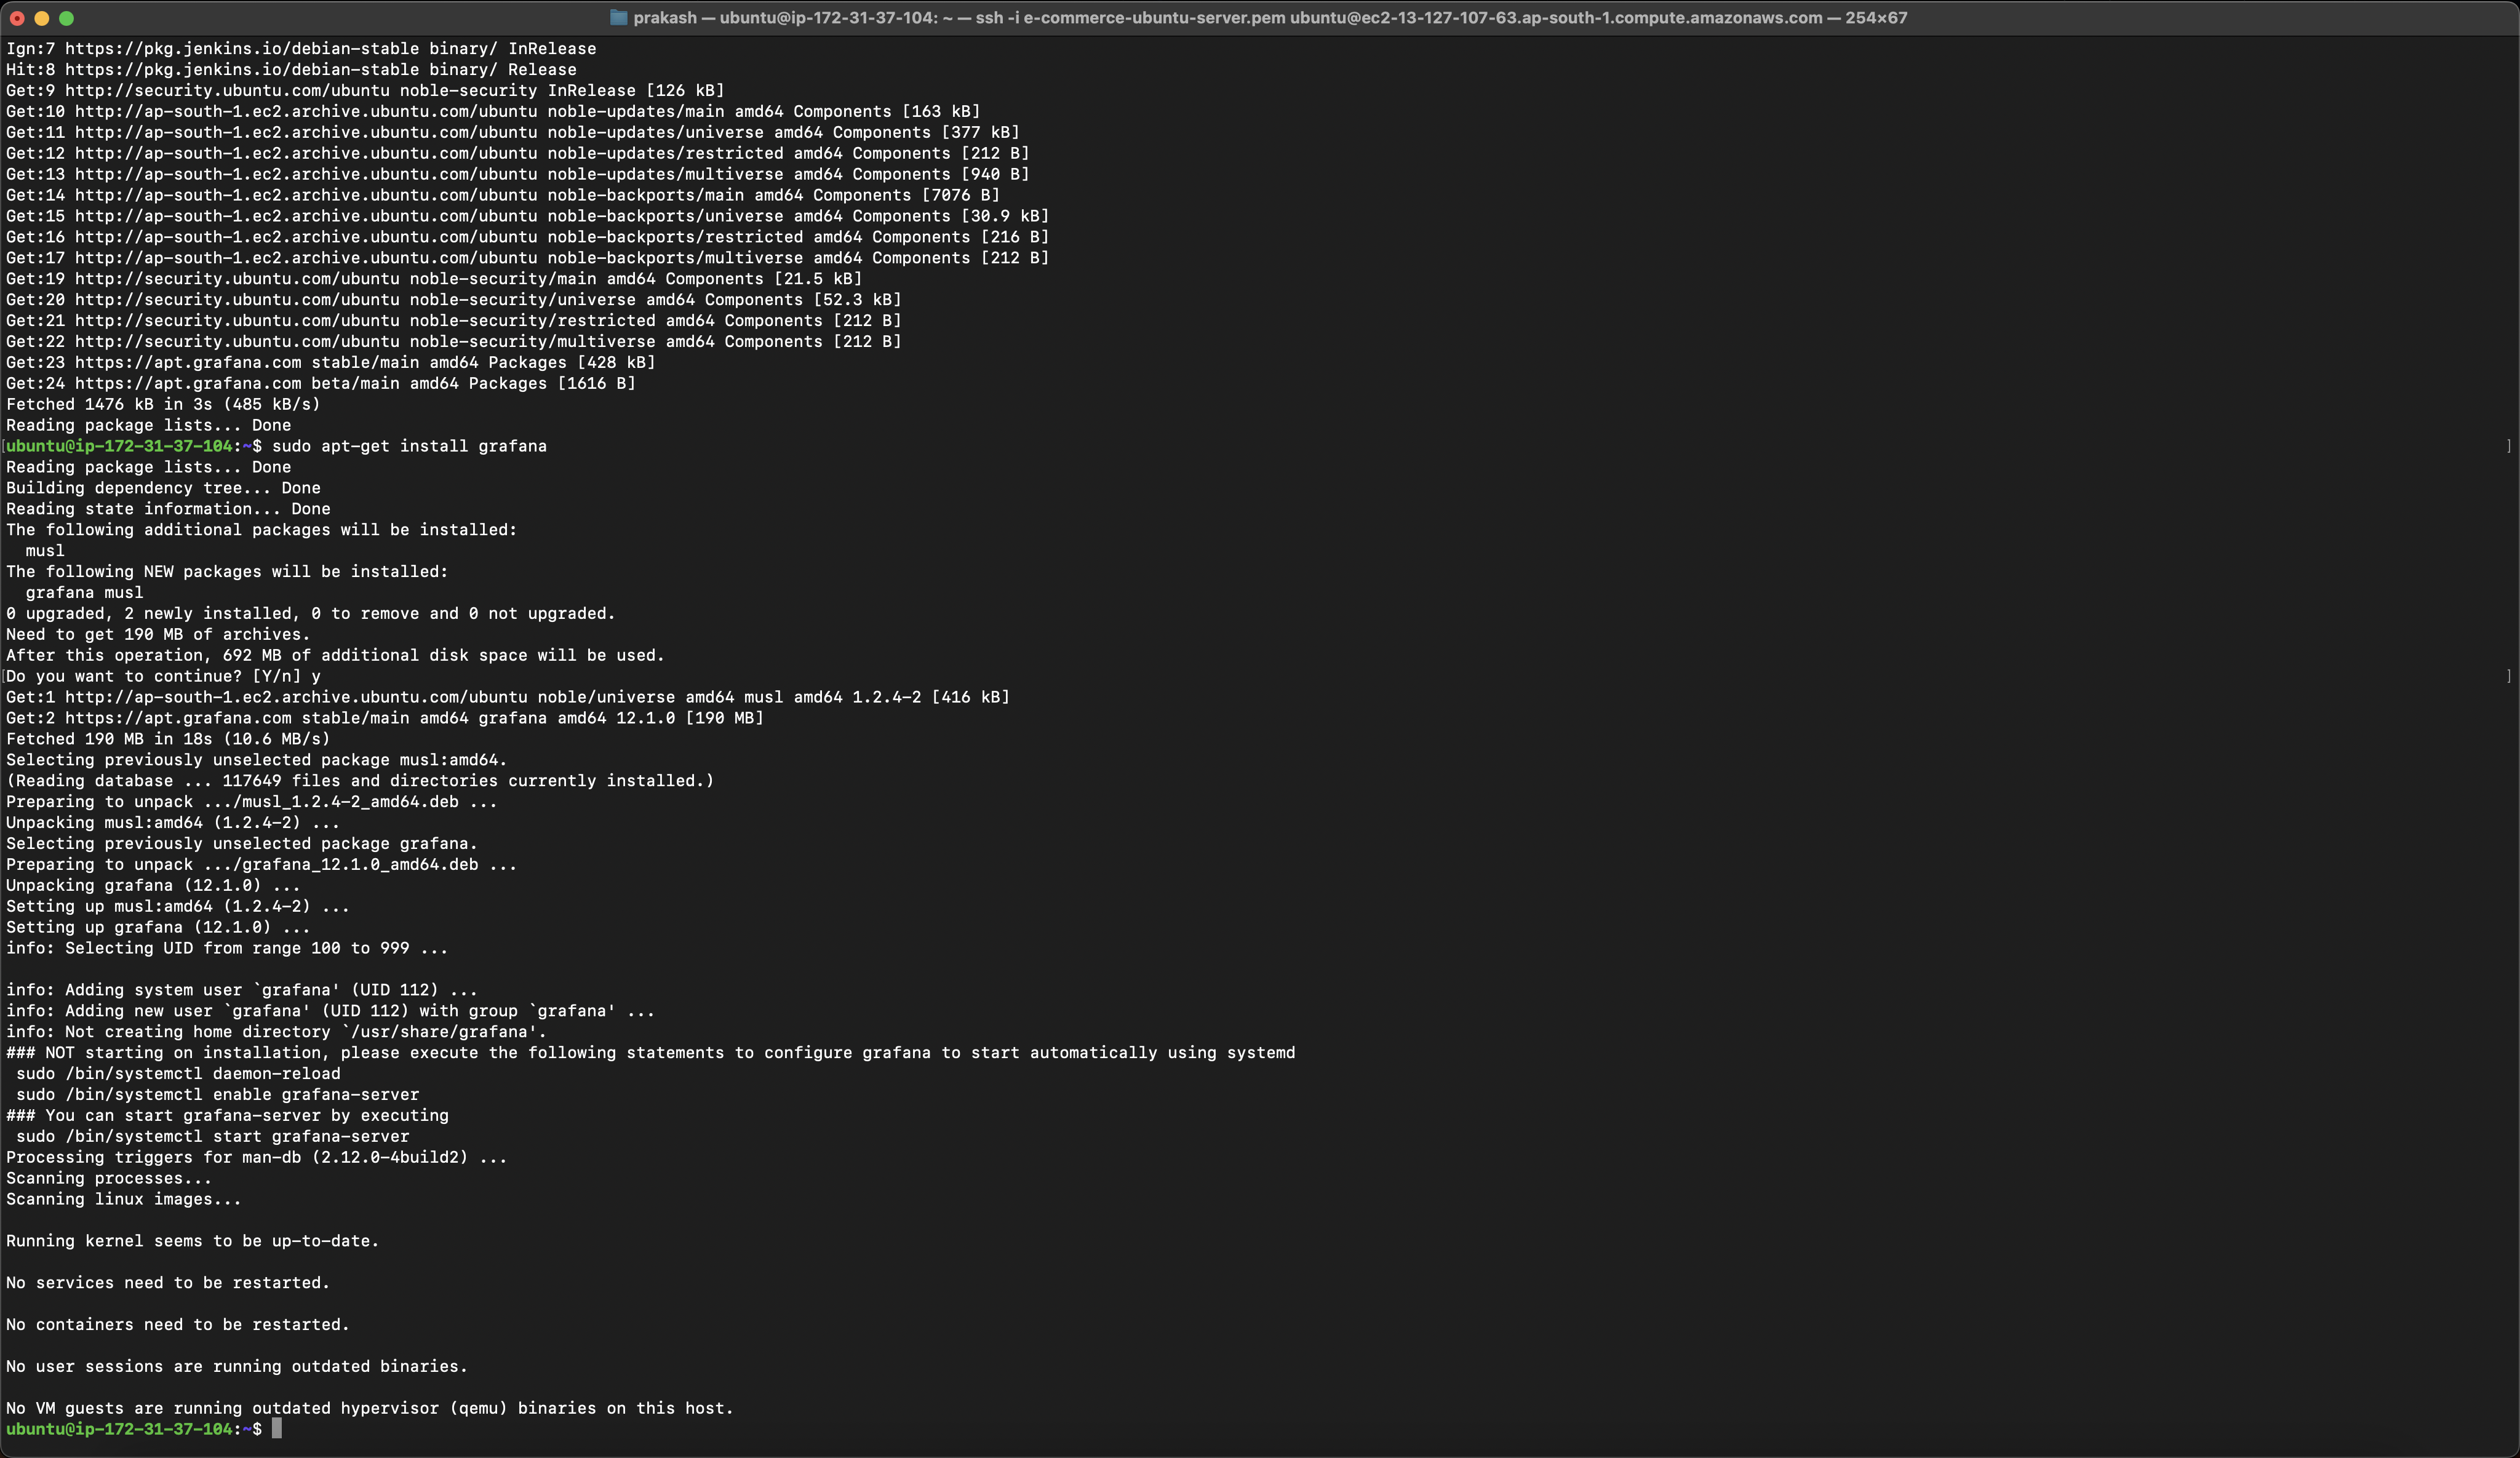 prakash — ubuntu@ip-172-31-37-104: ~ — ssh -i e-commerce-ubuntu-server.pem ubuntu@ec2-13-127-107-63.ap-south-1.compute.amazonaws.com — 254×67
Ign:7 https://pkg.jenkins.io/debian-stable binary/ InRelease
Hit:8 https://pkg.jenkins.io/debian-stable binary/ Release
Get:9 http://security.ubuntu.com/ubuntu noble-security InRelease [126 kB]
Get:10 http://ap-south-1.ec2.archive.ubuntu.com/ubuntu noble-updates/main amd64 Components [163 kB]
Get:11 http://ap-south-1.ec2.archive.ubuntu.com/ubuntu noble-updates/universe amd64 Components [377 kB]
Get:12 http://ap-south-1.ec2.archive.ubuntu.com/ubuntu noble-updates/restricted amd64 Components [212 B]
Get:13 http://ap-south-1.ec2.archive.ubuntu.com/ubuntu noble-updates/multiverse amd64 Components [940 B]
Get:14 http://ap-south-1.ec2.archive.ubuntu.com/ubuntu noble-backports/main amd64 Components [7076 B]
Get:15 http://ap-south-1.ec2.archive.ubuntu.com/ubuntu noble-backports/universe amd64 Components [30.9 kB]
Get:16 http://ap-south-1.ec2.archive.ubuntu.com/ubuntu noble-backports/restricted amd64 Components [216 B]
Get:17 http://ap-south-1.ec2.archive.ubuntu.com/ubuntu noble-backports/multiverse amd64 Components [212 B]
Get:19 http://security.ubuntu.com/ubuntu noble-security/main amd64 Components [21.5 kB]
Get:20 http://security.ubuntu.com/ubuntu noble-security/universe amd64 Components [52.3 kB]
Get:21 http://security.ubuntu.com/ubuntu noble-security/restricted amd64 Components [212 B]
Get:22 http://security.ubuntu.com/ubuntu noble-security/multiverse amd64 Components [212 B]
Get:23 https://apt.grafana.com stable/main amd64 Packages [428 kB]
Get:24 https://apt.grafana.com beta/main amd64 Packages [1616 B]
Fetched 1476 kB in 3s (485 kB/s)
Reading package lists... Done
[ubuntu@ip-172-31-37-104:~$ sudo apt-get install grafana ]
Reading package lists... Done
Building dependency tree... Done
Reading state information... Done
The following additional packages will be installed:
  musl
The following NEW packages will be installed:
  grafana musl
0 upgraded, 2 newly installed, 0 to remove and 0 not upgraded.
Need to get 190 MB of archives.
After this operation, 692 MB of additional disk space will be used.
[Do you want to continue? [Y/n] y ]
Get:1 http://ap-south-1.ec2.archive.ubuntu.com/ubuntu noble/universe amd64 musl amd64 1.2.4-2 [416 kB]
Get:2 https://apt.grafana.com stable/main amd64 grafana amd64 12.1.0 [190 MB]
Fetched 190 MB in 18s (10.6 MB/s)
Selecting previously unselected package musl:amd64.
(Reading database ... 117649 files and directories currently installed.)
Preparing to unpack .../musl_1.2.4-2_amd64.deb ...
Unpacking musl:amd64 (1.2.4-2) ...
Selecting previously unselected package grafana.
Preparing to unpack .../grafana_12.1.0_amd64.deb ...
Unpacking grafana (12.1.0) ...
Setting up musl:amd64 (1.2.4-2) ...
Setting up grafana (12.1.0) ...
info: Selecting UID from range 100 to 999 ...
info: Adding system user `grafana' (UID 112) ...
info: Adding new user `grafana' (UID 112) with group `grafana' ...
info: Not creating home directory `/usr/share/grafana'.
### NOT starting on installation, please execute the following statements to configure grafana to start automatically using systemd
 sudo /bin/systemctl daemon-reload
 sudo /bin/systemctl enable grafana-server
### You can start grafana-server by executing
 sudo /bin/systemctl start grafana-server
Processing triggers for man-db (2.12.0-4build2) ...
Scanning processes...
Scanning linux images...
Running kernel seems to be up-to-date.
No services need to be restarted.
No containers need to be restarted.
No user sessions are running outdated binaries.
No VM guests are running outdated hypervisor (qemu) binaries on this host.
ubuntu@ip-172-31-37-104:~$